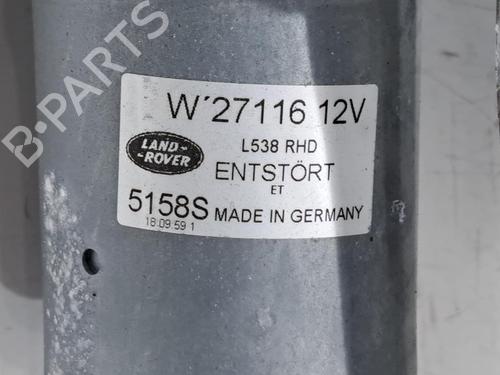 B-PARTS
W´27116 12V
LAND-
-ROVER
L538 RHD
ENTSTÖRT
ET
5158S MADE IN GERMANY
18.09.59 1